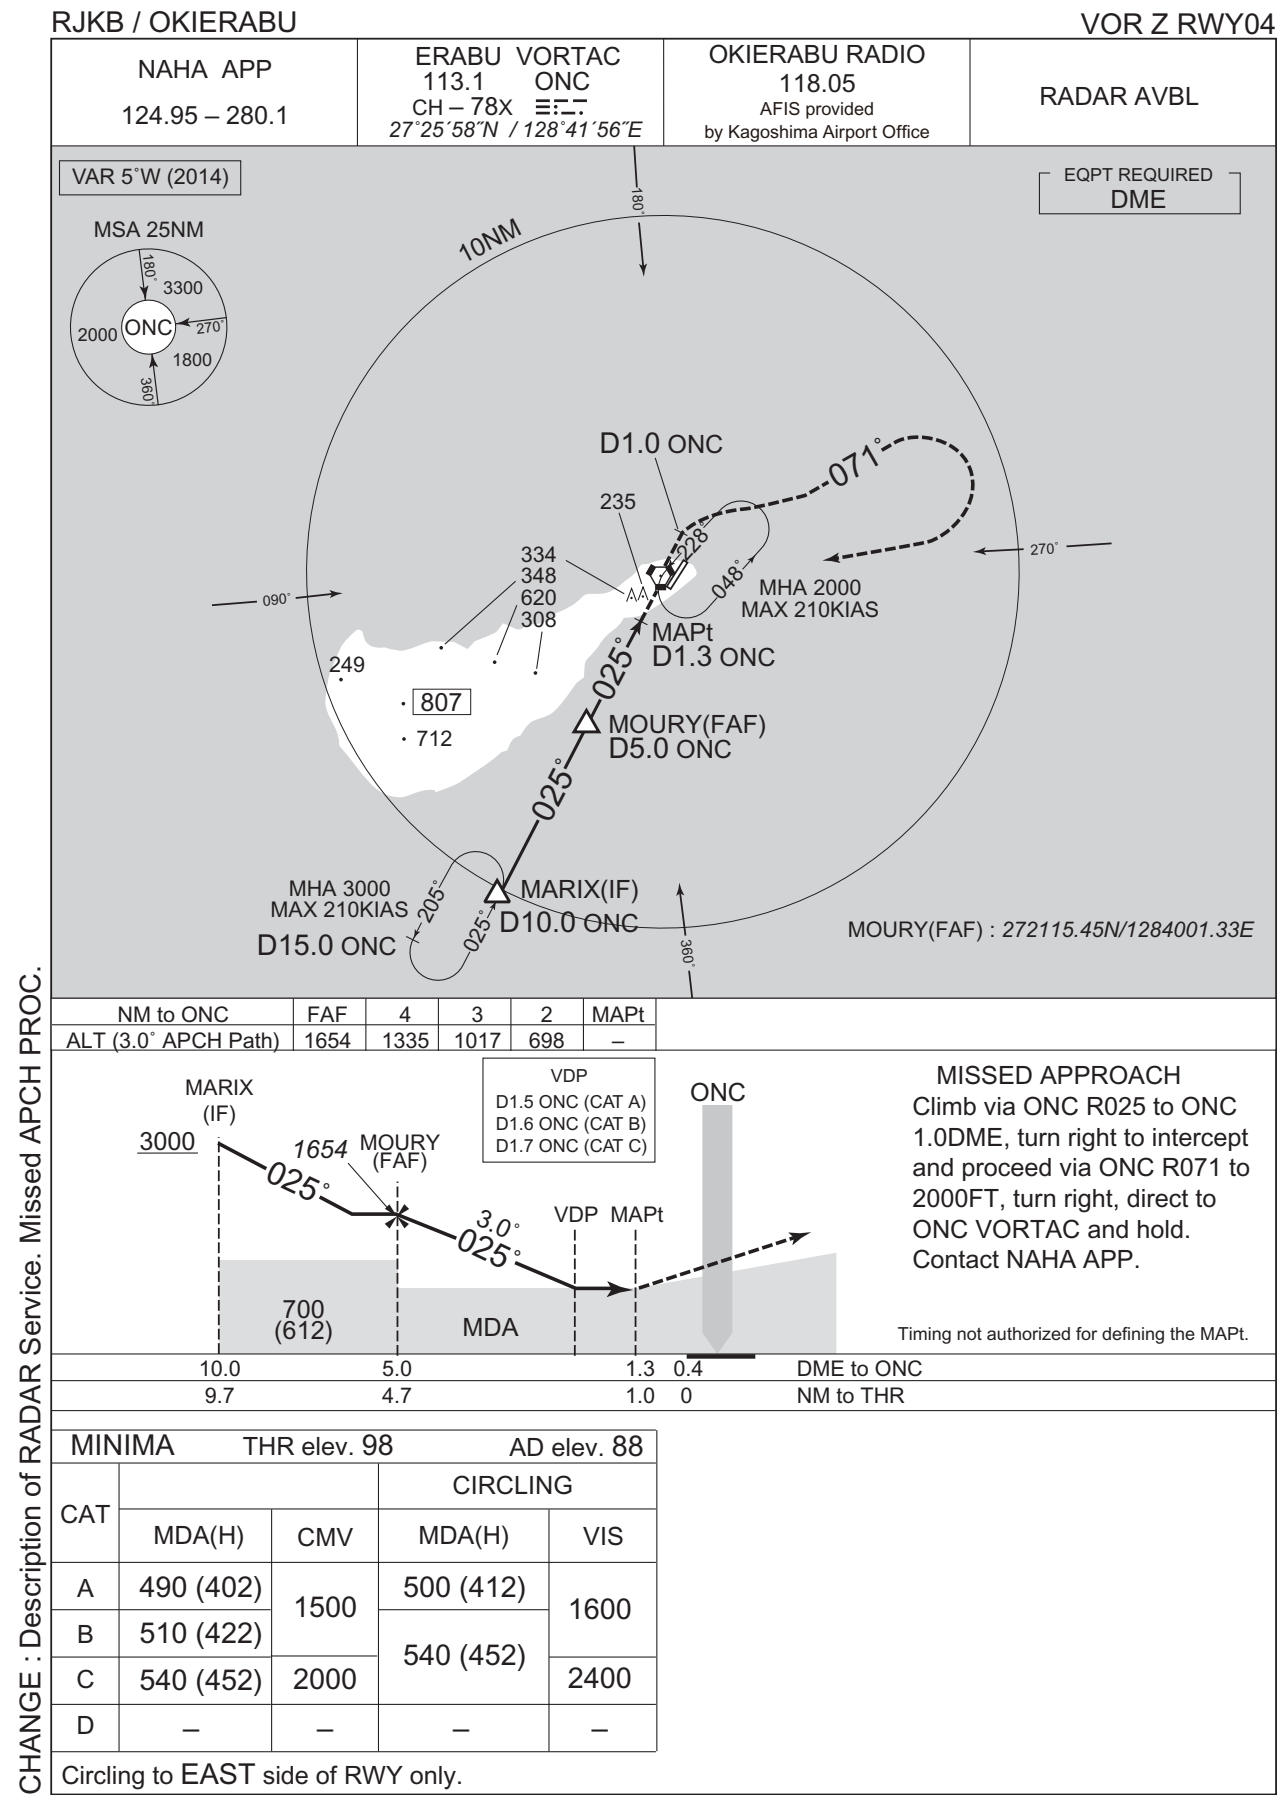 RJKB / OKIERABU
VOR Z RWY04
NAHA APP
124.95 – 280.1
ERABU VORTAC
113.1 ONC
CH – 78X
27°25´58˝N / 128°41´56˝E
OKIERABU RADIO
118.05
AFIS provided
by Kagoshima Airport Office
RADAR AVBL
VAR 5°W (2014)
EQPT REQUIRED
DME
MSA 25NM
180°
3300
2000
ONC
270°
1800
360°
180°
10NM
D1.0 ONC
071°
235
228°
048°
334
348
620
308
270°
MHA 2000
MAX 210KIAS
090°
MAPt
D1.3 ONC
025°
249
807
712
MOURY(FAF)
D5.0 ONC
025°
MHA 3000
MAX 210KIAS
205°
025°
MARIX(IF)
D10.0 ONC
D15.0 ONC
360°
MOURY(FAF) : 272115.45N/1284001.33E
NM to ONC FAF 4 3 2 MAPt
ALT (3.0° APCH Path) 1654 1335 1017 698 –
MARIX
(IF)
3000
025°
1654
MOURY
(FAF)
VDP
D1.5 ONC (CAT A)
D1.6 ONC (CAT B)
D1.7 ONC (CAT C)
ONC
3.0°
025°
VDP MAPt
700
(612)
MDA
MISSED APPROACH
Climb via ONC R025 to ONC
1.0DME, turn right to intercept
and proceed via ONC R071 to
2000FT, turn right, direct to
ONC VORTAC and hold.
Contact NAHA APP.
Timing not authorized for defining the MAPt.
10.0 5.0 1.3 0.4 DME to ONC
9.7 4.7 1.0 0 NM to THR
MINIMA THR elev. 98 AD elev. 88
CAT
CIRCLING
MDA(H) CMV MDA(H) VIS
A 490 (402) 1500 500 (412) 1600
B 510 (422) 540 (452)
C 540 (452) 2000 2400
D – – – –
Circling to EAST side of RWY only.
CHANGE : Description of RADAR Service. Missed APCH PROC.